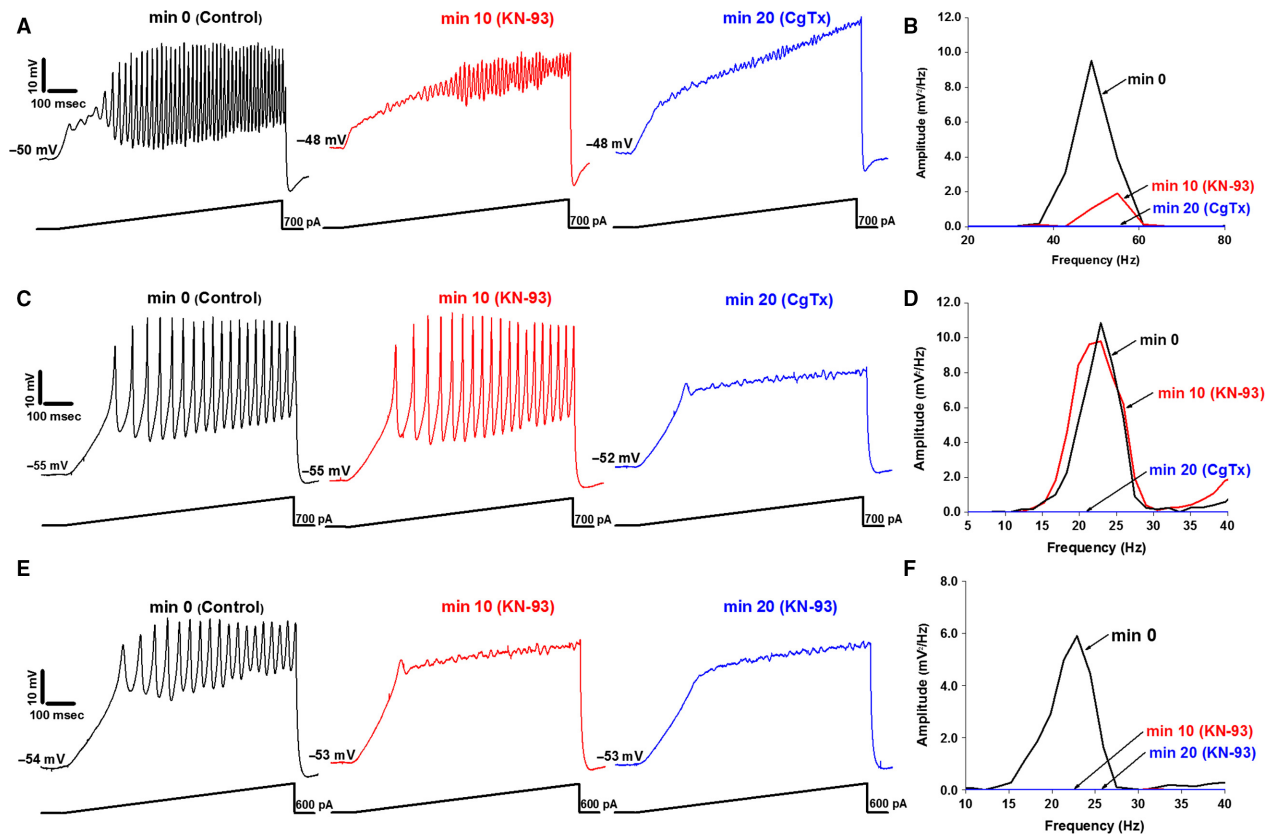 A
min 0 (Control)
min 10 (KN-93)
min 20 (CgTx)
10 mV
100 msec
–50 mV
–48 mV
–48 mV
700 pA
700 pA
700 pA
B
12.0
10.0
8.0
6.0
4.0
2.0
0.0
Amplitude (mV²/Hz)
min 0
min 10 (KN-93)
min 20 (CgTx)
20 40 60 80
Frequency (Hz)
C
min 0 (Control)
min 10 (KN-93)
min 20 (CgTx)
10 mV
100 msec
–55 mV
–55 mV
–52 mV
700 pA
700 pA
700 pA
D
12.0
10.0
8.0
6.0
4.0
2.0
0.0
Amplitude (mV²/Hz)
min 0
min 10 (KN-93)
min 20 (CgTx)
5 10 15 20 25 30 35 40
Frequency (Hz)
E
min 0 (Control)
min 10 (KN-93)
min 20 (KN-93)
10 mV
100 msec
–54 mV
–53 mV
–53 mV
600 pA
600 pA
600 pA
F
8.0
6.0
4.0
2.0
0.0
Amplitude (mV²/Hz)
min 0
min 10 (KN-93)
min 20 (KN-93)
10 15 20 25 30 35 40
Frequency (Hz)